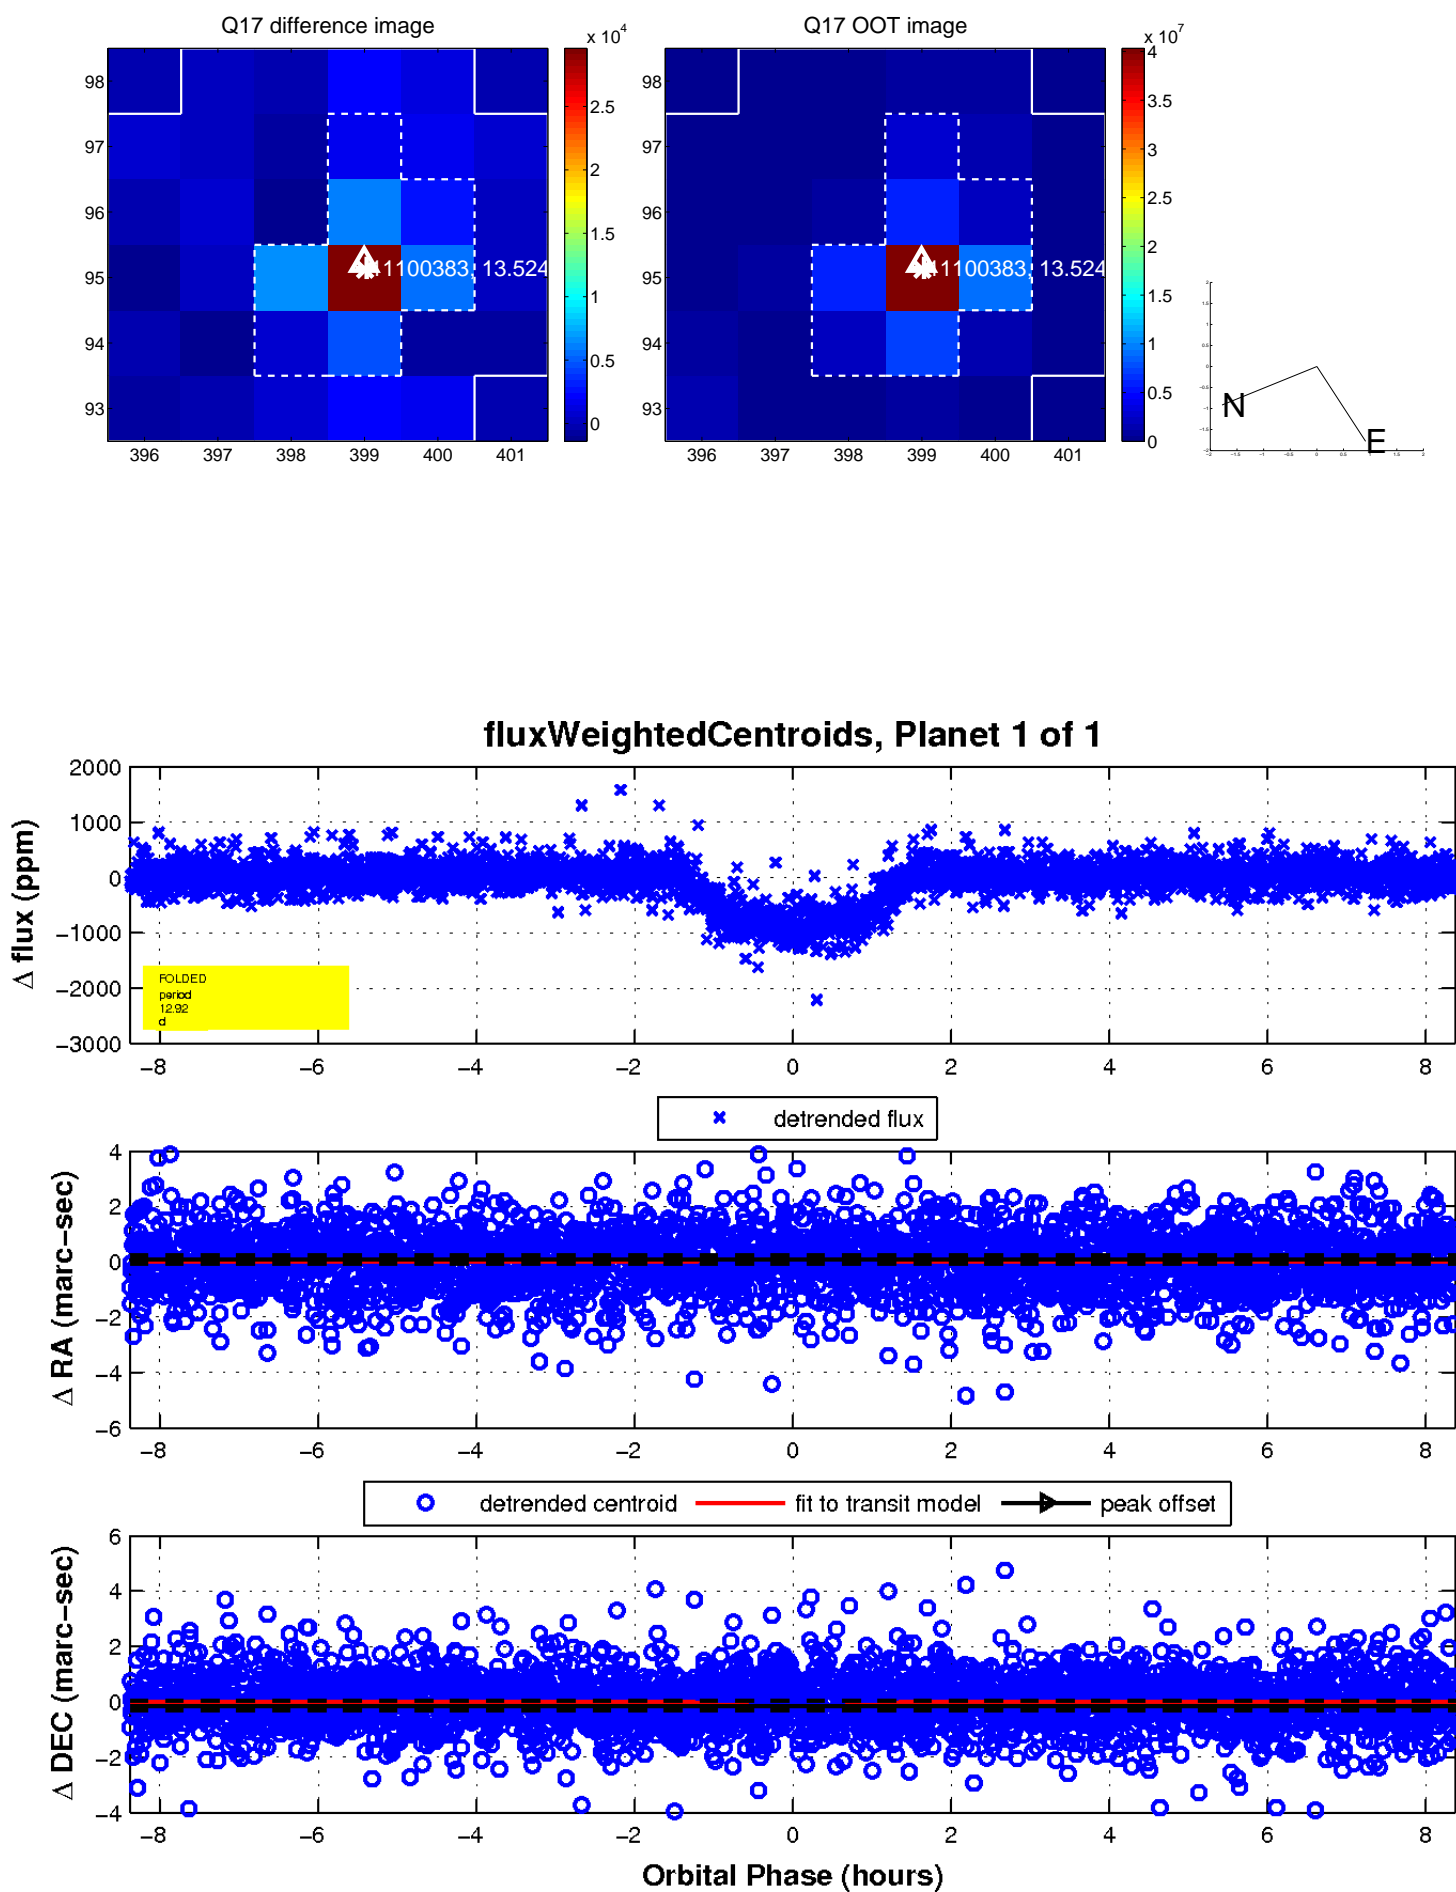 Q17 difference image
Q17 OOT image
x 10^4
x 10^7
98
97
96
95
94
93
396 397 398 399 400 401
11100383, 13.524
2.5
2
1.5
1
0.5
0
396 397 398 399 400 401
11100383, 13.524
4
3.5
3
2.5
2
1.5
1
0.5
0
N
E
fluxWeightedCentroids, Planet 1 of 1
Δ flux (ppm)
2000
1000
0
−1000
−2000
−3000
FOLDED
period
12.92
d
−8 −6 −4 −2 0 2 4 6 8
detrended flux
Δ RA (marc−sec)
4
2
0
−2
−4
−6
−8 −6 −4 −2 0 2 4 6 8
detrended centroid fit to transit model peak offset
Δ DEC (marc−sec)
6
4
2
0
−2
−4
−8 −6 −4 −2 0 2 4 6 8
Orbital Phase (hours)